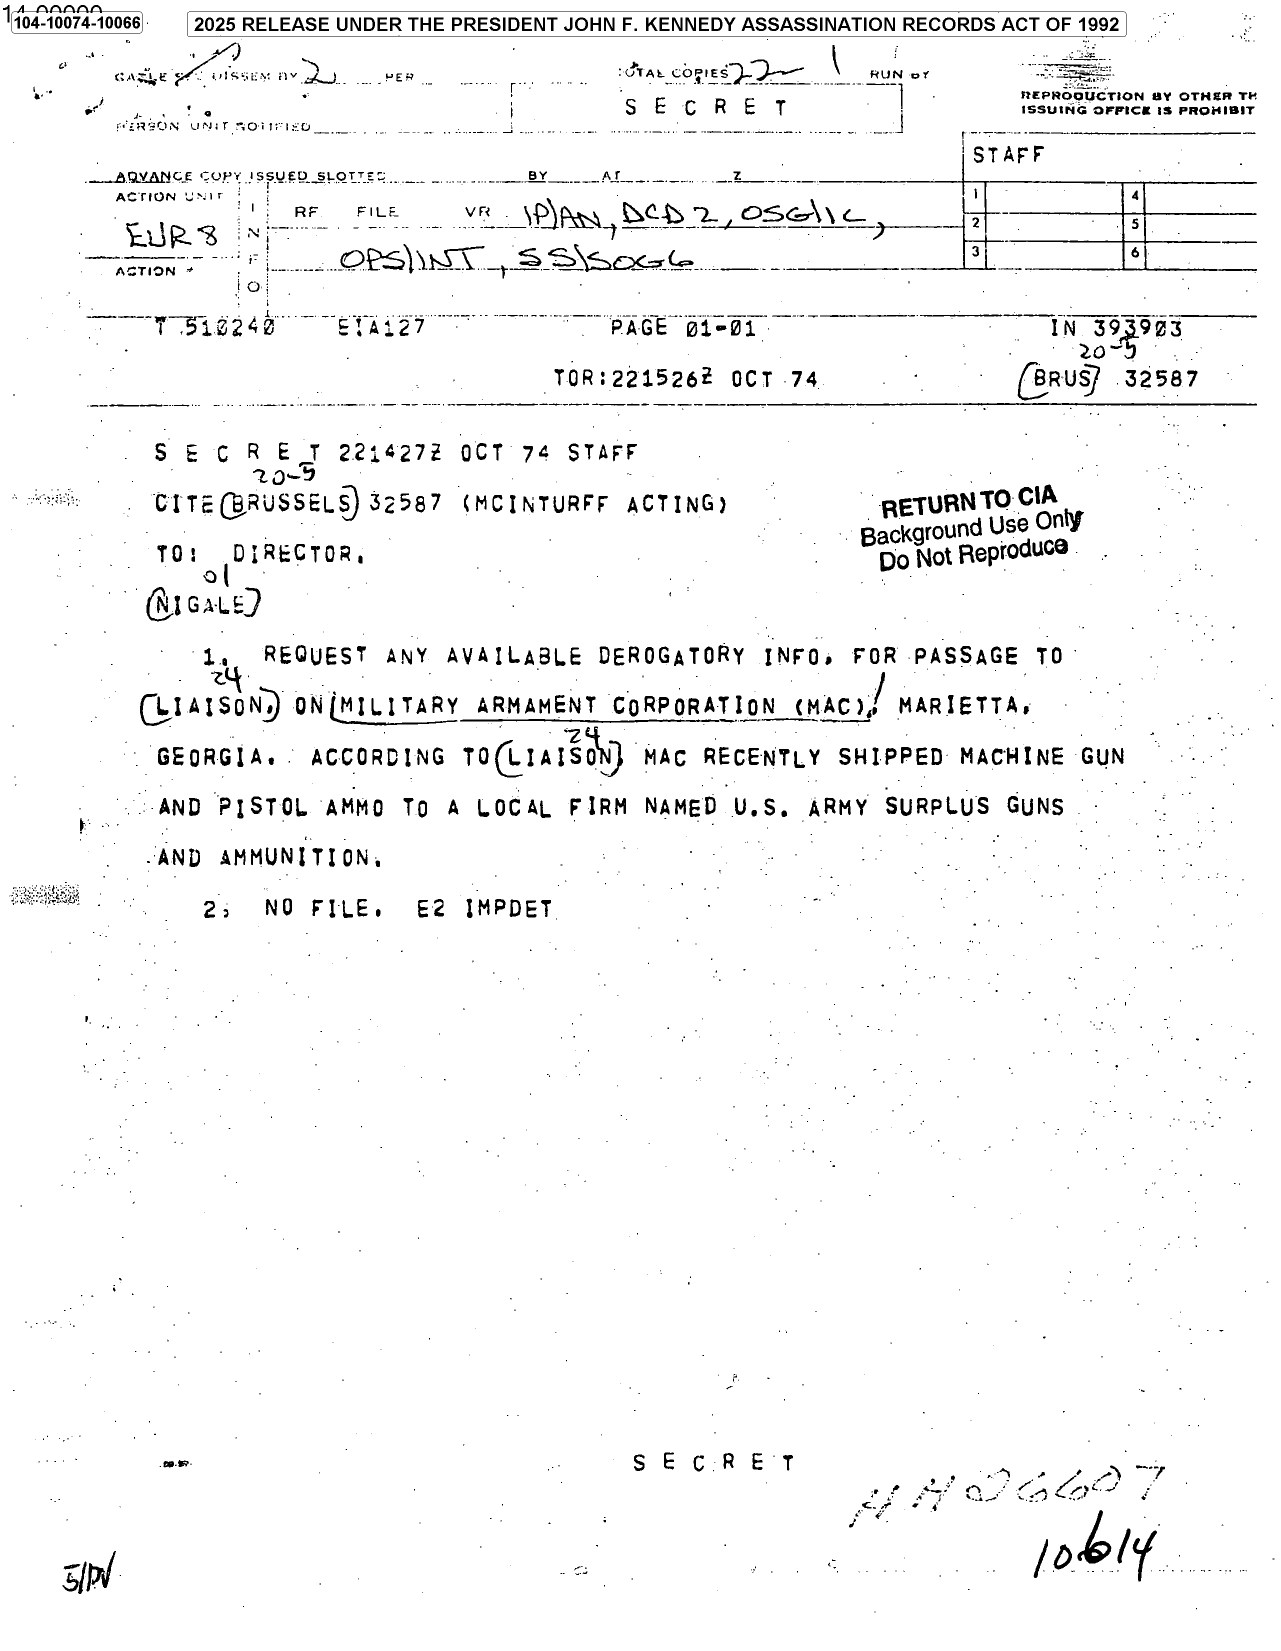 104-10074-10066
2025 RELEASE UNDER THE PRESIDENT JOHN F. KENNEDY ASSASSINATION RECORDS ACT OF 1992
DISSEM BY 2 PER TOTAL COPIES 22 1 RUN BY
S E C R E T
REPRODUCTION BY OTHER TH
ISSUING OFFICE IS PROHIBIT
PERSON UNIT NOTIFIED
STAFF
ADVANCE COPY ISSUED SLOTTED BY AT Z
ACTION UNIT
EUR 8
ACTION #
INFO
RF FILE VR IP/AN, DCD 2, OSG/IC,
OPS/INT, SS/SOG6
1 4
2 5
3 6
T 510240 EIA127 PAGE 01-01 IN 393903
20-5
TOR:221526Z OCT 74 BRUS 32587
S E C R E T 221427Z OCT 74 STAFF
20-5
CITE BRUSSELS 32587 (MCINTURFF ACTING)
RETURN TO CIA
Background Use Only
Do Not Reproduce
TO: DIRECTOR.
01
NIGALE
1. REQUEST ANY AVAILABLE DEROGATORY INFO, FOR PASSAGE TO
24
LIAISON, ON MILITARY ARMAMENT CORPORATION (MAC), MARIETTA,
24
GEORGIA. ACCORDING TO LIAISON, MAC RECENTLY SHIPPED MACHINE GUN
AND PISTOL AMMO TO A LOCAL FIRM NAMED U.S. ARMY SURPLUS GUNS
AND AMMUNITION.
2. NO FILE. E2 IMPDET
S E C R E T
HH26607
10614
5/PV